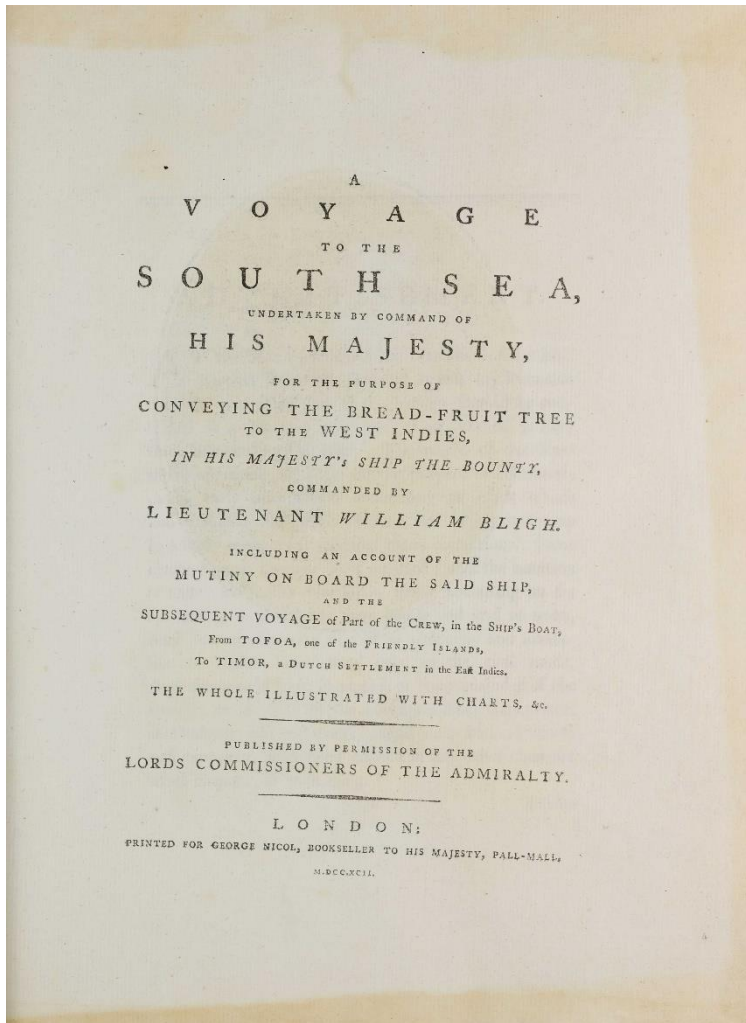 A
VOYAGE
TO THE
SOUTH SEA,
UNDERTAKEN BY COMMAND OF
HIS MAJESTY,
FOR THE PURPOSE OF
CONVEYING THE BREAD-FRUIT TREE
TO THE WEST INDIES,
IN HIS MAJESTY's SHIP THE BOUNTY,
COMMANDED BY
LIEUTENANT WILLIAM BLIGH.
INCLUDING AN ACCOUNT OF THE
MUTINY ON BOARD THE SAID SHIP,
AND THE
SUBSEQUENT VOYAGE of Part of the CREW, in the SHIP'S BOAT,
From TOFOA, one of the FRIENDLY ISLANDS,
To TIMOR, a DUTCH SETTLEMENT in the East Indies.
THE WHOLE ILLUSTRATED WITH CHARTS, &c.
PUBLISHED BY PERMISSION OF THE
LORDS COMMISSIONERS OF THE ADMIRALTY.
LONDON:
PRINTED FOR GEORGE NICOL, BOOKSELLER TO HIS MAJESTY, PALL-MALL,
M.DCC.XCII.